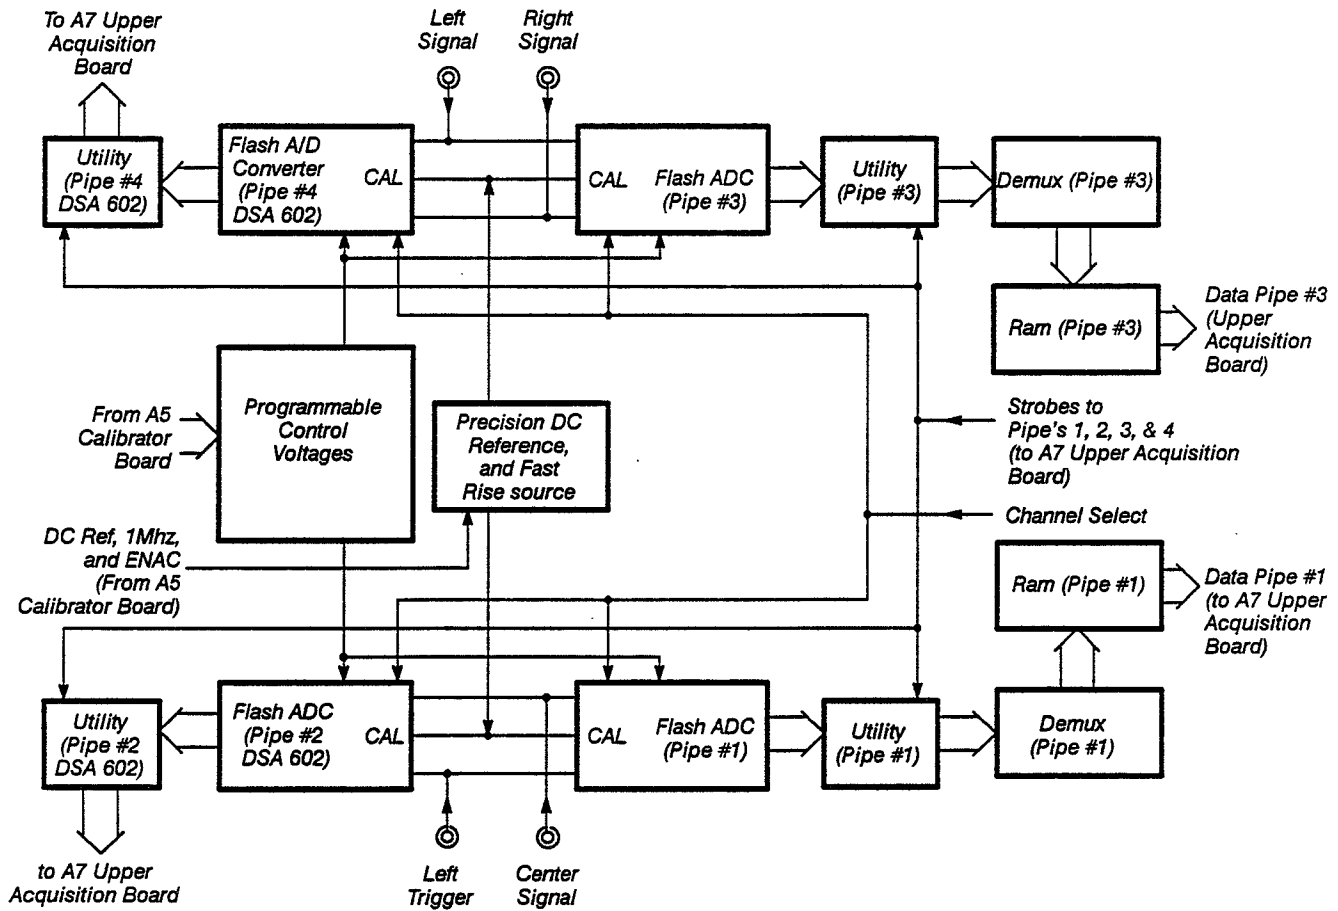 To A7 Upper
Acquisition
Board
Left
Signal
Right
Signal
Utility
(Pipe #4
DSA 602)
Flash A/D
Converter
(Pipe #4
DSA 602)
CAL
CAL
Flash ADC
(Pipe #3)
Utility
(Pipe #3)
Demux (Pipe #3)
Ram (Pipe #3)
Data Pipe #3
(Upper
Acquisition
Board)
From A5
Calibrator
Board
Programmable
Control
Voltages
Precision DC
Reference,
and Fast
Rise source
Strobes to
Pipe's 1, 2, 3, & 4
(to A7 Upper Acquisition
Board)
Channel Select
DC Ref, 1Mhz,
and ENAC
(From A5
Calibrator Board)
Ram (Pipe #1)
Data Pipe #1
(to A7 Upper
Acquisition
Board)
Utility
(Pipe #2
DSA 602)
Flash ADC
(Pipe #2
DSA 602)
CAL
CAL
Flash ADC
(Pipe #1)
Utility
(Pipe #1)
Demux
(Pipe #1)
to A7 Upper
Acquisition Board
Left
Trigger
Center
Signal